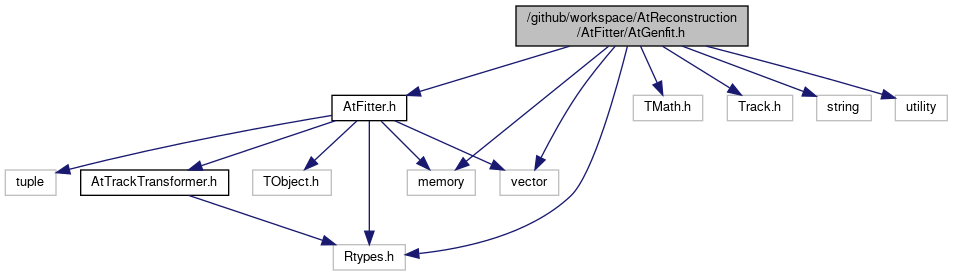 /github/workspace/AtReconstruction
/AtFitter/AtGenfit.h
AtFitter.h
TMath.h
Track.h
string
utility
tuple
AtTrackTransformer.h
TObject.h
memory
vector
Rtypes.h